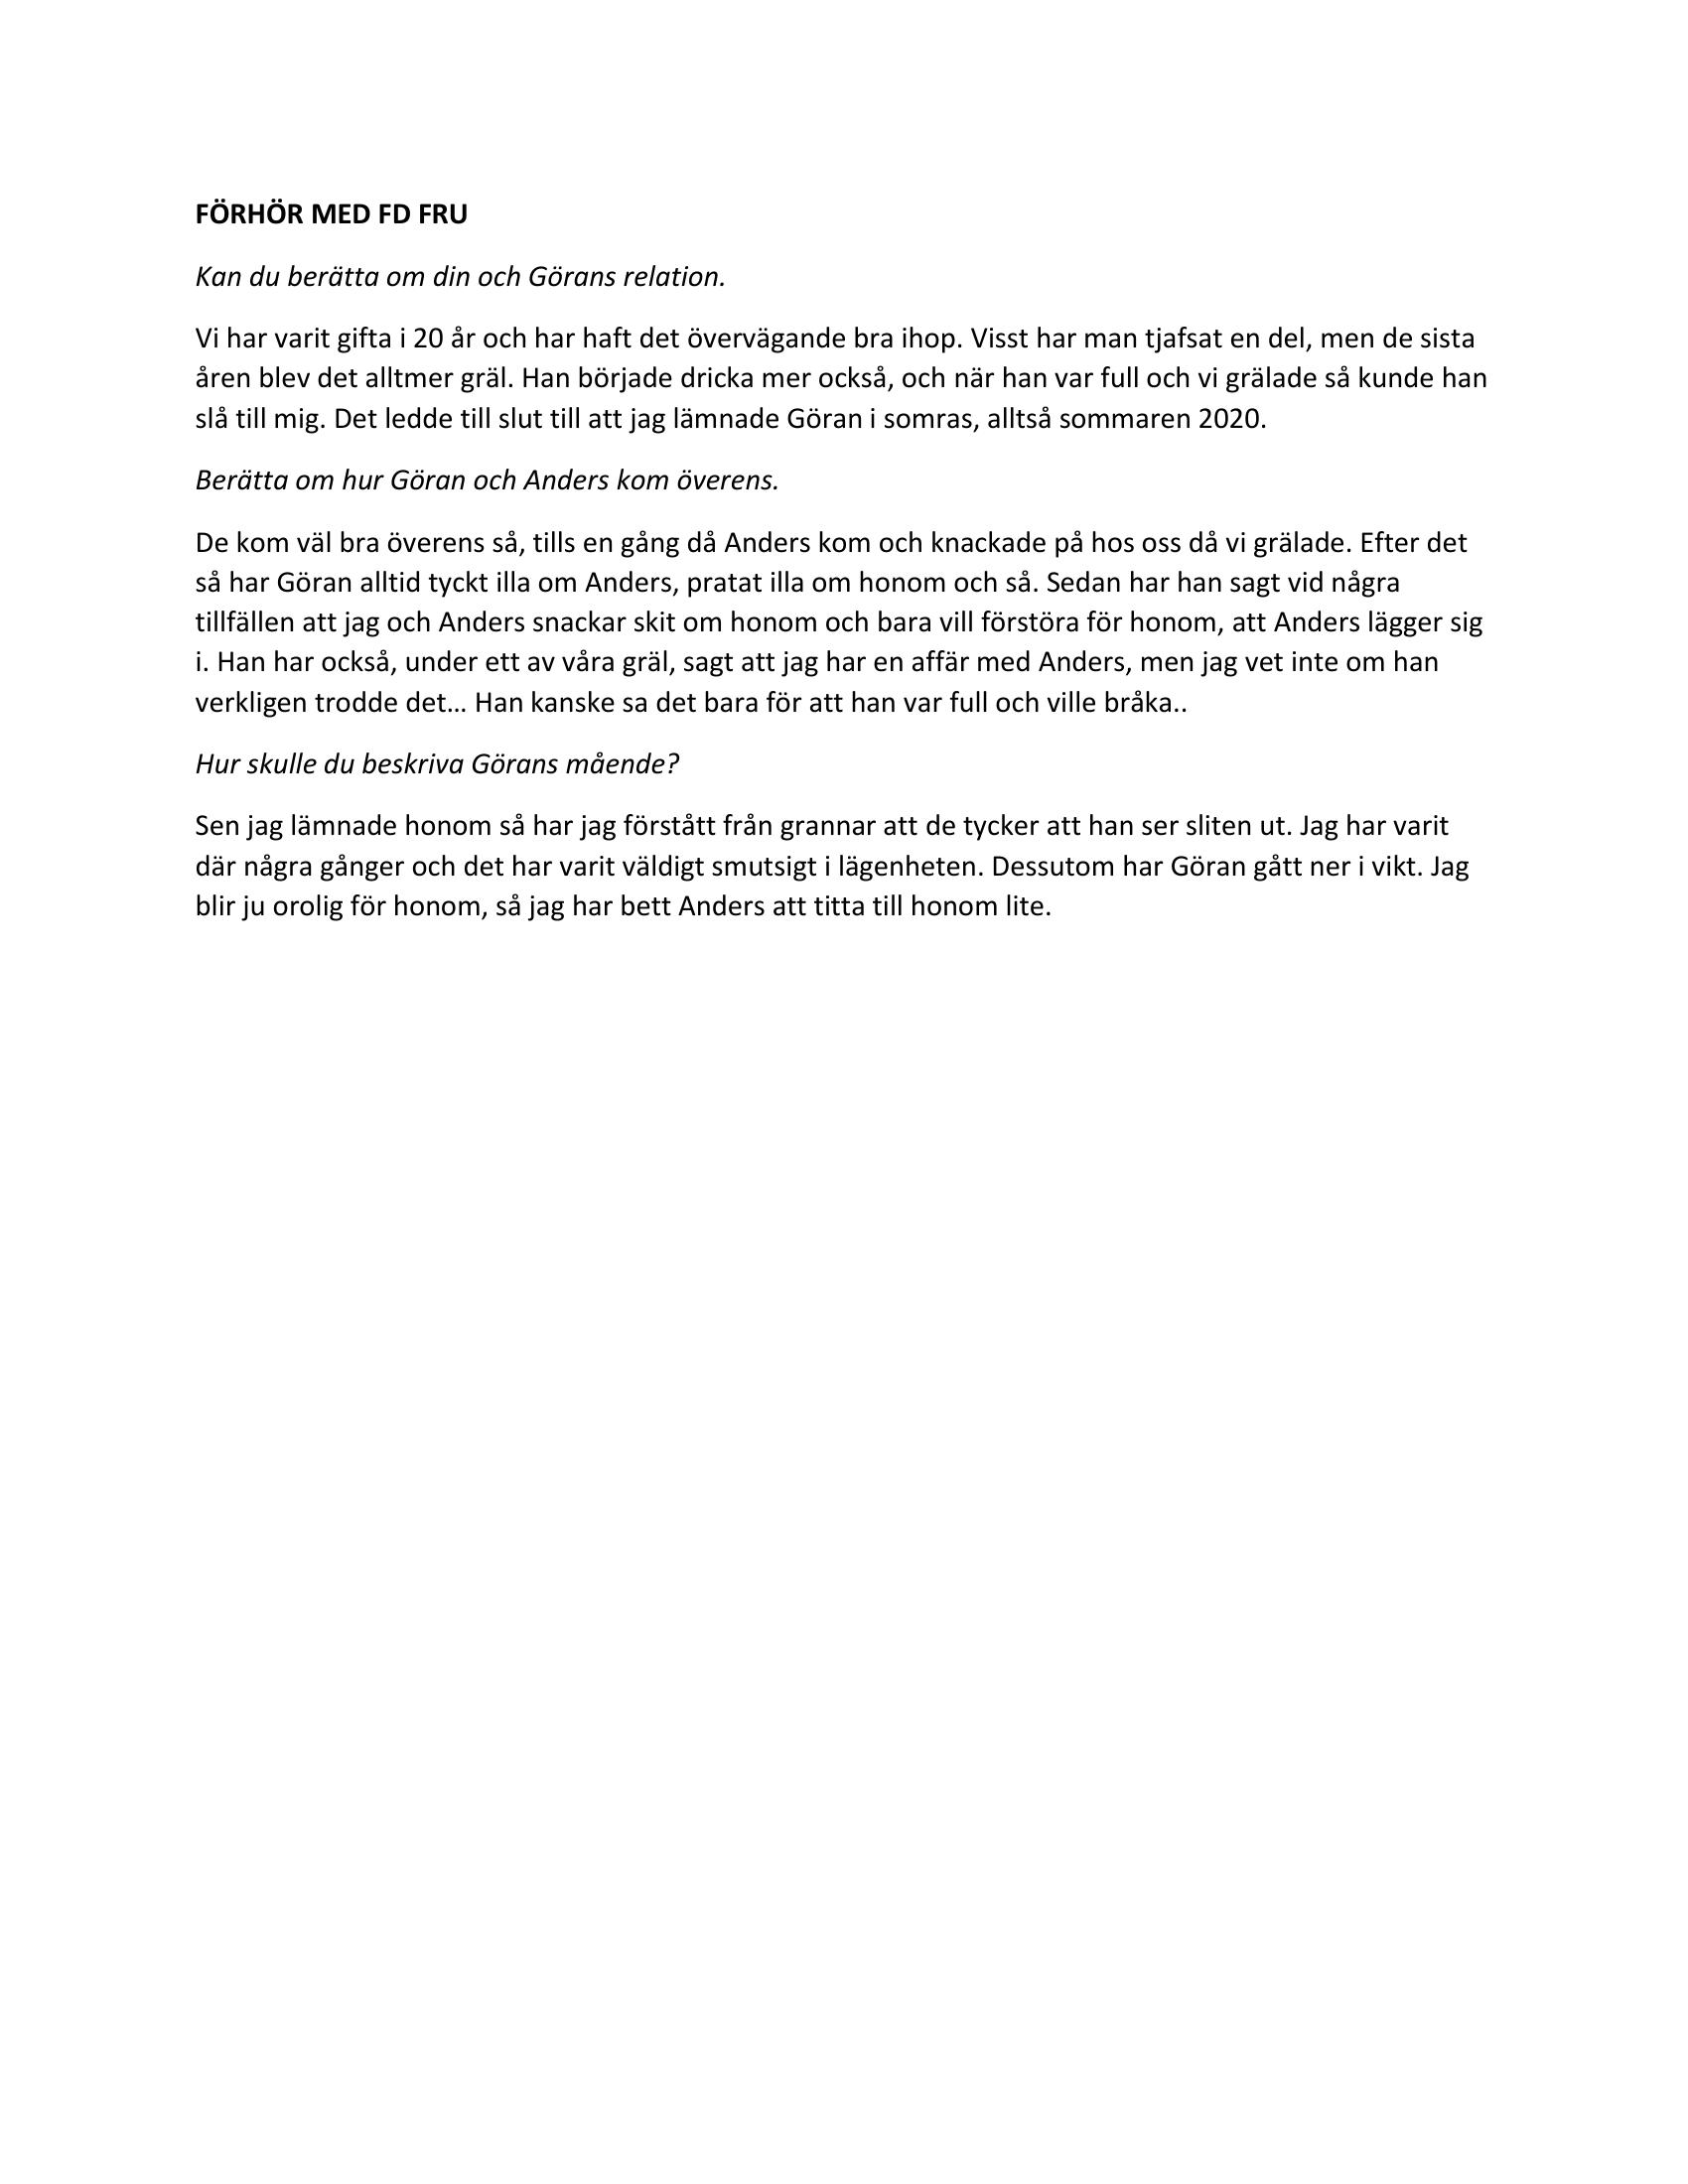 FÖRHÖR MED FD FRU
Kan du berätta om din och Görans relation.
Vi har varit gifta i 20 år och har haft det övervägande bra ihop. Visst har man tjafsat en del, men de sista
åren blev det alltmer gräl. Han började dricka mer också, och när han var full och vi grälade så kunde han
slå till mig. Det ledde till slut till att jag lämnade Göran i somras, alltså sommaren 2020.
Berätta om hur Göran och Anders kom överens.
De kom väl bra överens så, tills en gång då Anders kom och knackade på hos oss då vi grälade. Efter det
så har Göran alltid tyckt illa om Anders, pratat illa om honom och så. Sedan har han sagt vid några
tillfällen att jag och Anders snackar skit om honom och bara vill förstöra för honom, att Anders lägger sig
i. Han har också, under ett av våra gräl, sagt att jag har en affär med Anders, men jag vet inte om han
verkligen trodde det… Han kanske sa det bara för att han var full och ville bråka..
Hur skulle du beskriva Görans mående?
Sen jag lämnade honom så har jag förstått från grannar att de tycker att han ser sliten ut. Jag har varit
där några gånger och det har varit väldigt smutsigt i lägenheten. Dessutom har Göran gått ner i vikt. Jag
blir ju orolig för honom, så jag har bett Anders att titta till honom lite.